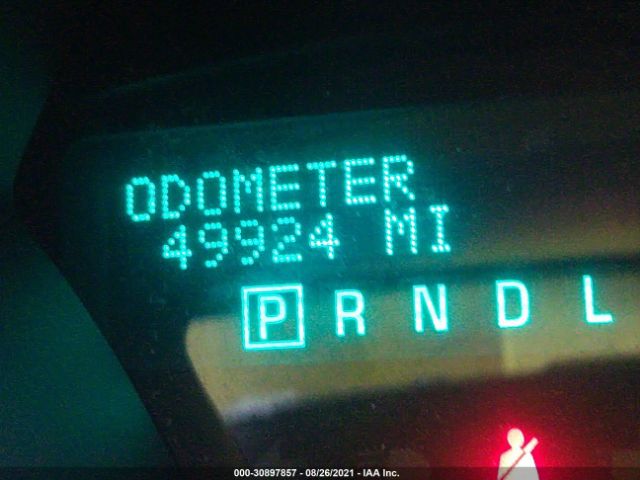 ODOMETER
49924 MI
P R N D L
000-30897857 - 08/26/2021 - IAA Inc.